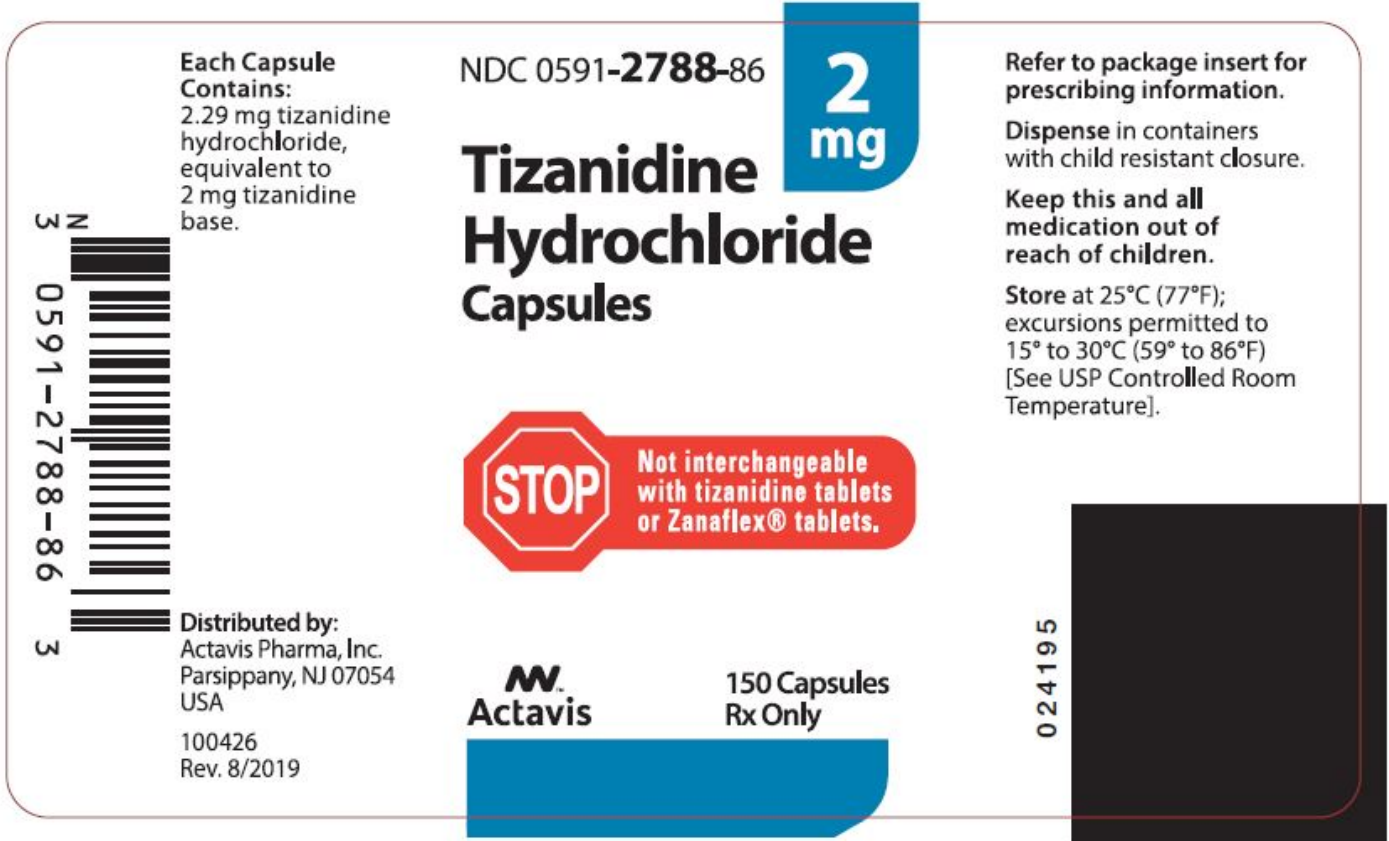 N
3 0591-2788-86 3
Each Capsule
Contains:
2.29 mg tizanidine
hydrochloride,
equivalent to
2 mg tizanidine
base.
Distributed by:
Actavis Pharma, Inc.
Parsippany, NJ 07054
USA
100426
Rev. 8/2019
NDC 0591-2788-86
2
mg
Tizanidine
Hydrochloride
Capsules
STOP
Not interchangeable
with tizanidine tablets
or Zanaflex® tablets.
Actavis™
150 Capsules
Rx Only
Refer to package insert for
prescribing information.
Dispense in containers
with child resistant closure.
Keep this and all
medication out of
reach of children.
Store at 25°C (77°F);
excursions permitted to
15° to 30°C (59° to 86°F)
[See USP Controlled Room
Temperature].
024195